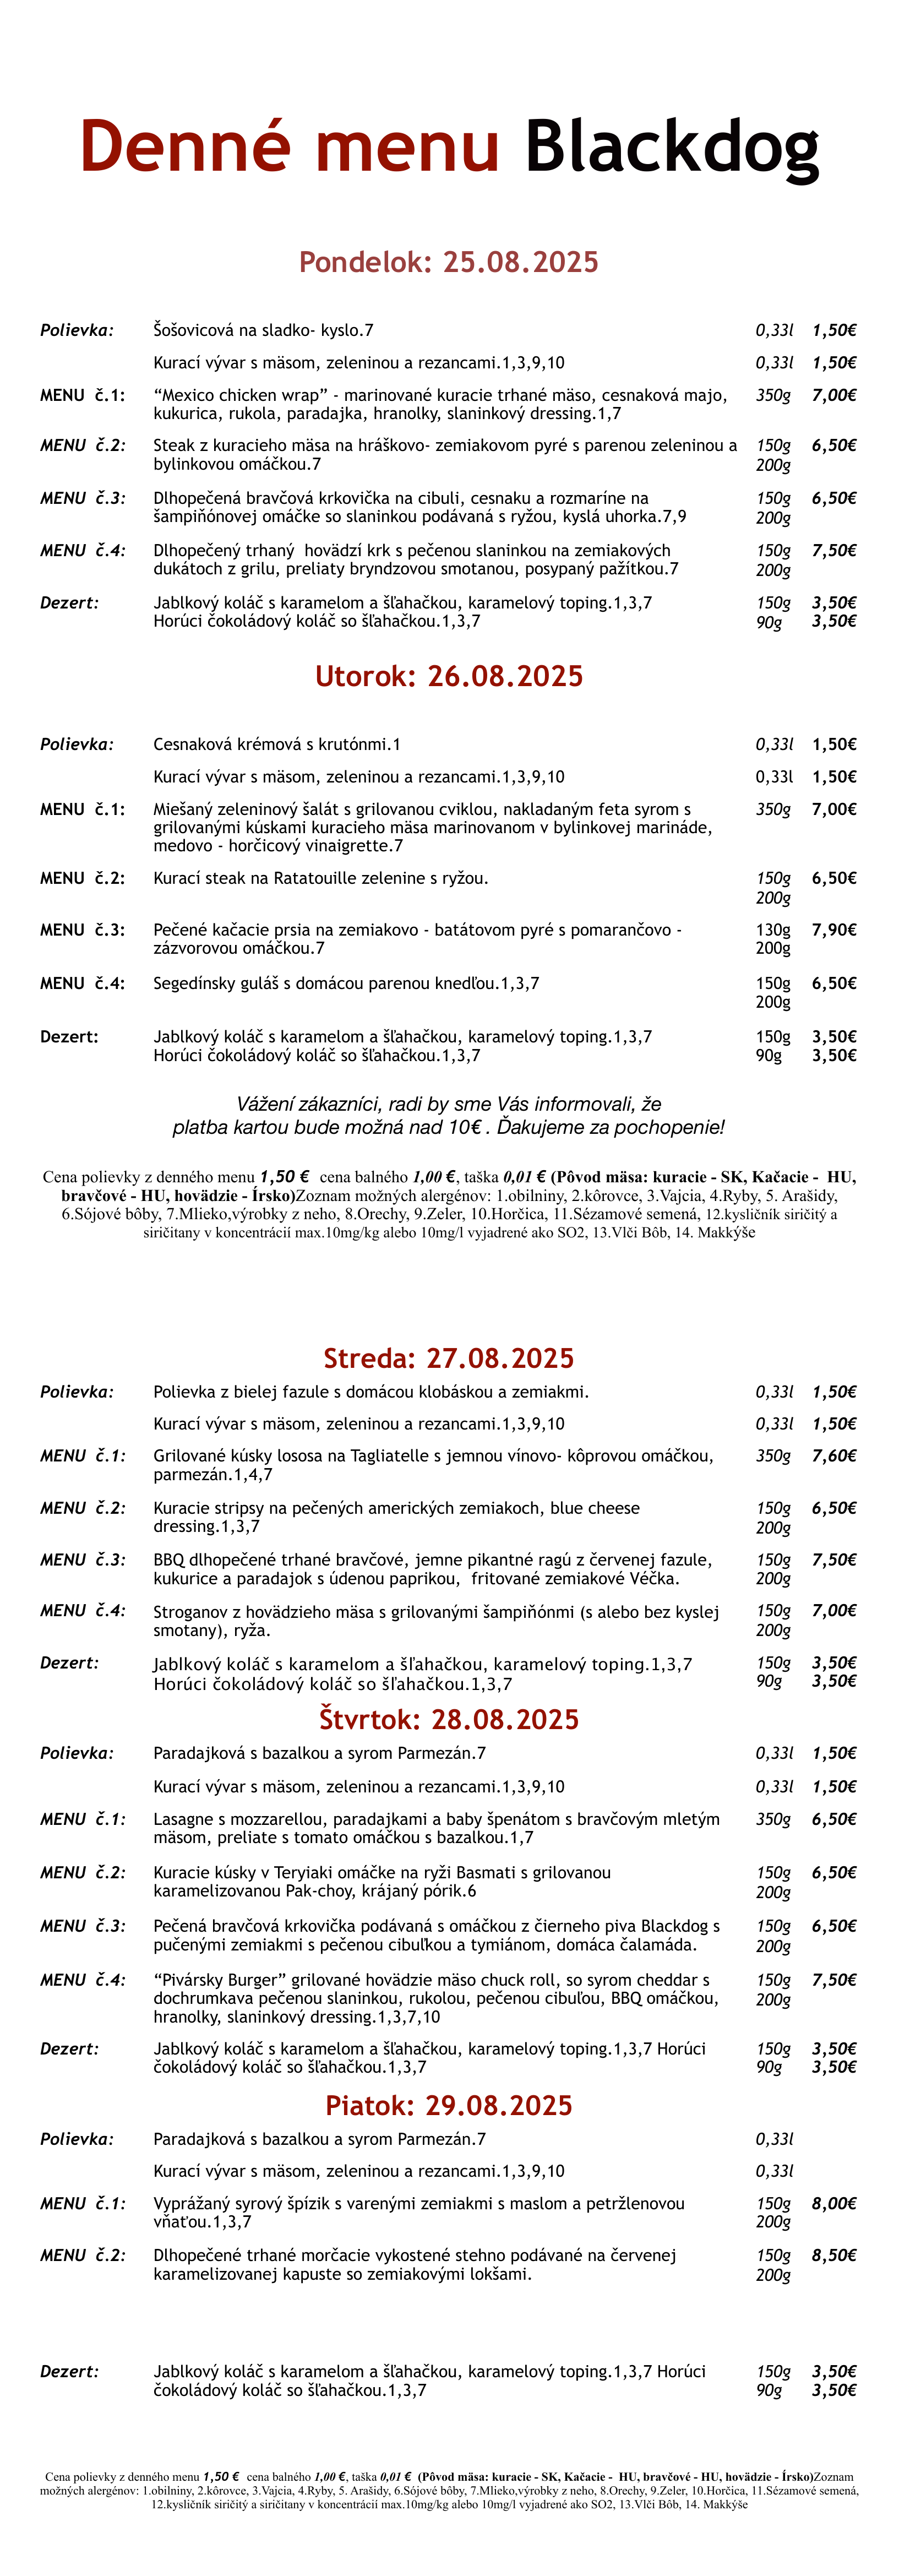 Denné menu Blackdog
Pondelok: 25.08.2025
Polievka: Šošovicová na sladko- kyslo.7 0,33l 1,50€
Kurací vývar s mäsom, zeleninou a rezancami.1,3,9,10 0,33l 1,50€
MENU č.1: “Mexico chicken wrap” - marinované kuracie trhané mäso, cesnaková majo, 350g 7,00€
kukurica, rukola, paradajka, hranolky, slaninkový dressing.1,7
MENU č.2: Steak z kuracieho mäsa na hráškovo- zemiakovom pyré s parenou zeleninou a 150g 6,50€
bylinkovou omáčkou.7 200g
MENU č.3: Dlhopečená bravčová krkovička na cibuli, cesnaku a rozmaríne na 150g 6,50€
šampiňónovej omáčke so slaninkou podávaná s ryžou, kyslá uhorka.7,9 200g
MENU č.4: Dlhopečený trhaný hovädzí krk s pečenou slaninkou na zemiakových 150g 7,50€
dukátoch z grilu, preliaty bryndzovou smotanou, posypaný pažítkou.7 200g
Dezert: Jablkový koláč s karamelom a šľahačkou, karamelový toping.1,3,7 150g 3,50€
Horúci čokoládový koláč so šľahačkou.1,3,7 90g 3,50€
Utorok: 26.08.2025
Polievka: Cesnaková krémová s krutónmi.1 0,33l 1,50€
Kurací vývar s mäsom, zeleninou a rezancami.1,3,9,10 0,33l 1,50€
MENU č.1: Miešaný zeleninový šalát s grilovanou cviklou, nakladaným feta syrom s 350g 7,00€
grilovanými kúskami kuracieho mäsa marinovanom v bylinkovej marináde,
medovo - horčicový vinaigrette.7
MENU č.2: Kurací steak na Ratatouille zelenine s ryžou. 150g 6,50€
200g
MENU č.3: Pečené kačacie prsia na zemiakovo - batátovom pyré s pomarančovo - 130g 7,90€
zázvorovou omáčkou.7 200g
MENU č.4: Segedínsky guláš s domácou parenou knedľou.1,3,7 150g 6,50€
200g
Dezert: Jablkový koláč s karamelom a šľahačkou, karamelový toping.1,3,7 150g 3,50€
Horúci čokoládový koláč so šľahačkou.1,3,7 90g 3,50€
Vážení zákazníci, radi by sme Vás informovali, že
platba kartou bude možná nad 10€ . Ďakujeme za pochopenie!
Cena polievky z denného menu 1,50 € cena balného 1,00 €, taška 0,01 € (Pôvod mäsa: kuracie - SK, Kačacie - HU,
bravčové - HU, hovädzie - Írsko)Zoznam možných alergénov: 1.obilniny, 2.kôrovce, 3.Vajcia, 4.Ryby, 5. Arašidy,
6.Sójové bôby, 7.Mlieko,výrobky z neho, 8.Orechy, 9.Zeler, 10.Horčica, 11.Sézamové semená, 12.kysličník siričitý a
siričitany v koncentrácií max.10mg/kg alebo 10mg/l vyjadrené ako SO2, 13.Vlči Bôb, 14. Makkýše
Streda: 27.08.2025
Polievka: Polievka z bielej fazule s domácou klobáskou a zemiakmi. 0,33l 1,50€
Kurací vývar s mäsom, zeleninou a rezancami.1,3,9,10 0,33l 1,50€
MENU č.1: Grilované kúsky lososa na Tagliatelle s jemnou vínovo- kôprovou omáčkou, 350g 7,60€
parmezán.1,4,7
MENU č.2: Kuracie stripsy na pečených amerických zemiakoch, blue cheese 150g 6,50€
dressing.1,3,7 200g
MENU č.3: BBQ dlhopečené trhané bravčové, jemne pikantné ragú z červenej fazule, 150g 7,50€
kukurice a paradajok s údenou paprikou, fritované zemiakové Véčka. 200g
MENU č.4: Stroganov z hovädzieho mäsa s grilovanými šampiňónmi (s alebo bez kyslej 150g 7,00€
smotany), ryža. 200g
Dezert: Jablkový koláč s karamelom a šľahačkou, karamelový toping.1,3,7 150g 3,50€
Horúci čokoládový koláč so šľahačkou.1,3,7 90g 3,50€
Štvrtok: 28.08.2025
Polievka: Paradajková s bazalkou a syrom Parmezán.7 0,33l 1,50€
Kurací vývar s mäsom, zeleninou a rezancami.1,3,9,10 0,33l 1,50€
MENU č.1: Lasagne s mozzarellou, paradajkami a baby špenátom s bravčovým mletým 350g 6,50€
mäsom, preliate s tomato omáčkou s bazalkou.1,7
MENU č.2: Kuracie kúsky v Teryiaki omáčke na ryži Basmati s grilovanou 150g 6,50€
karamelizovanou Pak-choy, krájaný pórik.6 200g
MENU č.3: Pečená bravčová krkovička podávaná s omáčkou z čierneho piva Blackdog s 150g 6,50€
pučenými zemiakmi s pečenou cibuľkou a tymiánom, domáca čalamáda. 200g
MENU č.4: “Pivársky Burger” grilované hovädzie mäso chuck roll, so syrom cheddar s 150g 7,50€
dochrumkava pečenou slaninkou, rukolou, pečenou cibuľou, BBQ omáčkou, 200g
hranolky, slaninkový dressing.1,3,7,10
Dezert: Jablkový koláč s karamelom a šľahačkou, karamelový toping.1,3,7 Horúci 150g 3,50€
čokoládový koláč so šľahačkou.1,3,7 90g 3,50€
Piatok: 29.08.2025
Polievka: Paradajková s bazalkou a syrom Parmezán.7 0,33l
Kurací vývar s mäsom, zeleninou a rezancami.1,3,9,10 0,33l
MENU č.1: Vyprážaný syrový špízik s varenými zemiakmi s maslom a petržlenovou 150g 8,00€
vňaťou.1,3,7 200g
MENU č.2: Dlhopečené trhané morčacie vykostené stehno podávané na červenej 150g 8,50€
karamelizovanej kapuste so zemiakovými lokšami. 200g
Dezert: Jablkový koláč s karamelom a šľahačkou, karamelový toping.1,3,7 Horúci 150g 3,50€
čokoládový koláč so šľahačkou.1,3,7 90g 3,50€
Cena polievky z denného menu 1,50 € cena balného 1,00 €, taška 0,01 € (Pôvod mäsa: kuracie - SK, Kačacie - HU, bravčové - HU, hovädzie - Írsko)Zoznam
možných alergénov: 1.obilniny, 2.kôrovce, 3.Vajcia, 4.Ryby, 5. Arašidy, 6.Sójové bôby, 7.Mlieko,výrobky z neho, 8.Orechy, 9.Zeler, 10.Horčica, 11.Sézamové semená,
12.kysličník siričitý a siričitany v koncentrácií max.10mg/kg alebo 10mg/l vyjadrené ako SO2, 13.Vlči Bôb, 14. Makkýše